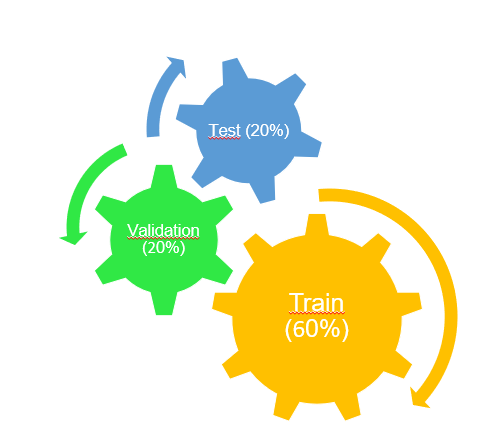 Test (20%)
Validation
(20%)
Train
(60%)